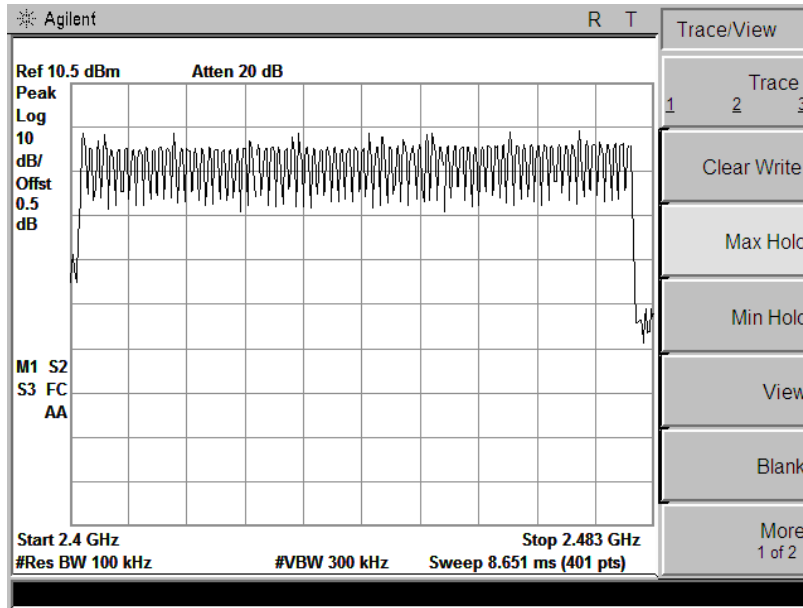 Agilent R T
Trace/View
Ref 10.5 dBm Atten 20 dB
Peak
Log
10
dB/
Offst
0.5
dB
M1 S2
S3 FC
AA
Start 2.4 GHz Stop 2.483 GHz
#Res BW 100 kHz #VBW 300 kHz Sweep 8.651 ms (401 pts)
Trace
1 2 3
Clear Write
Max Hold
Min Hold
View
Blank
More
1 of 2